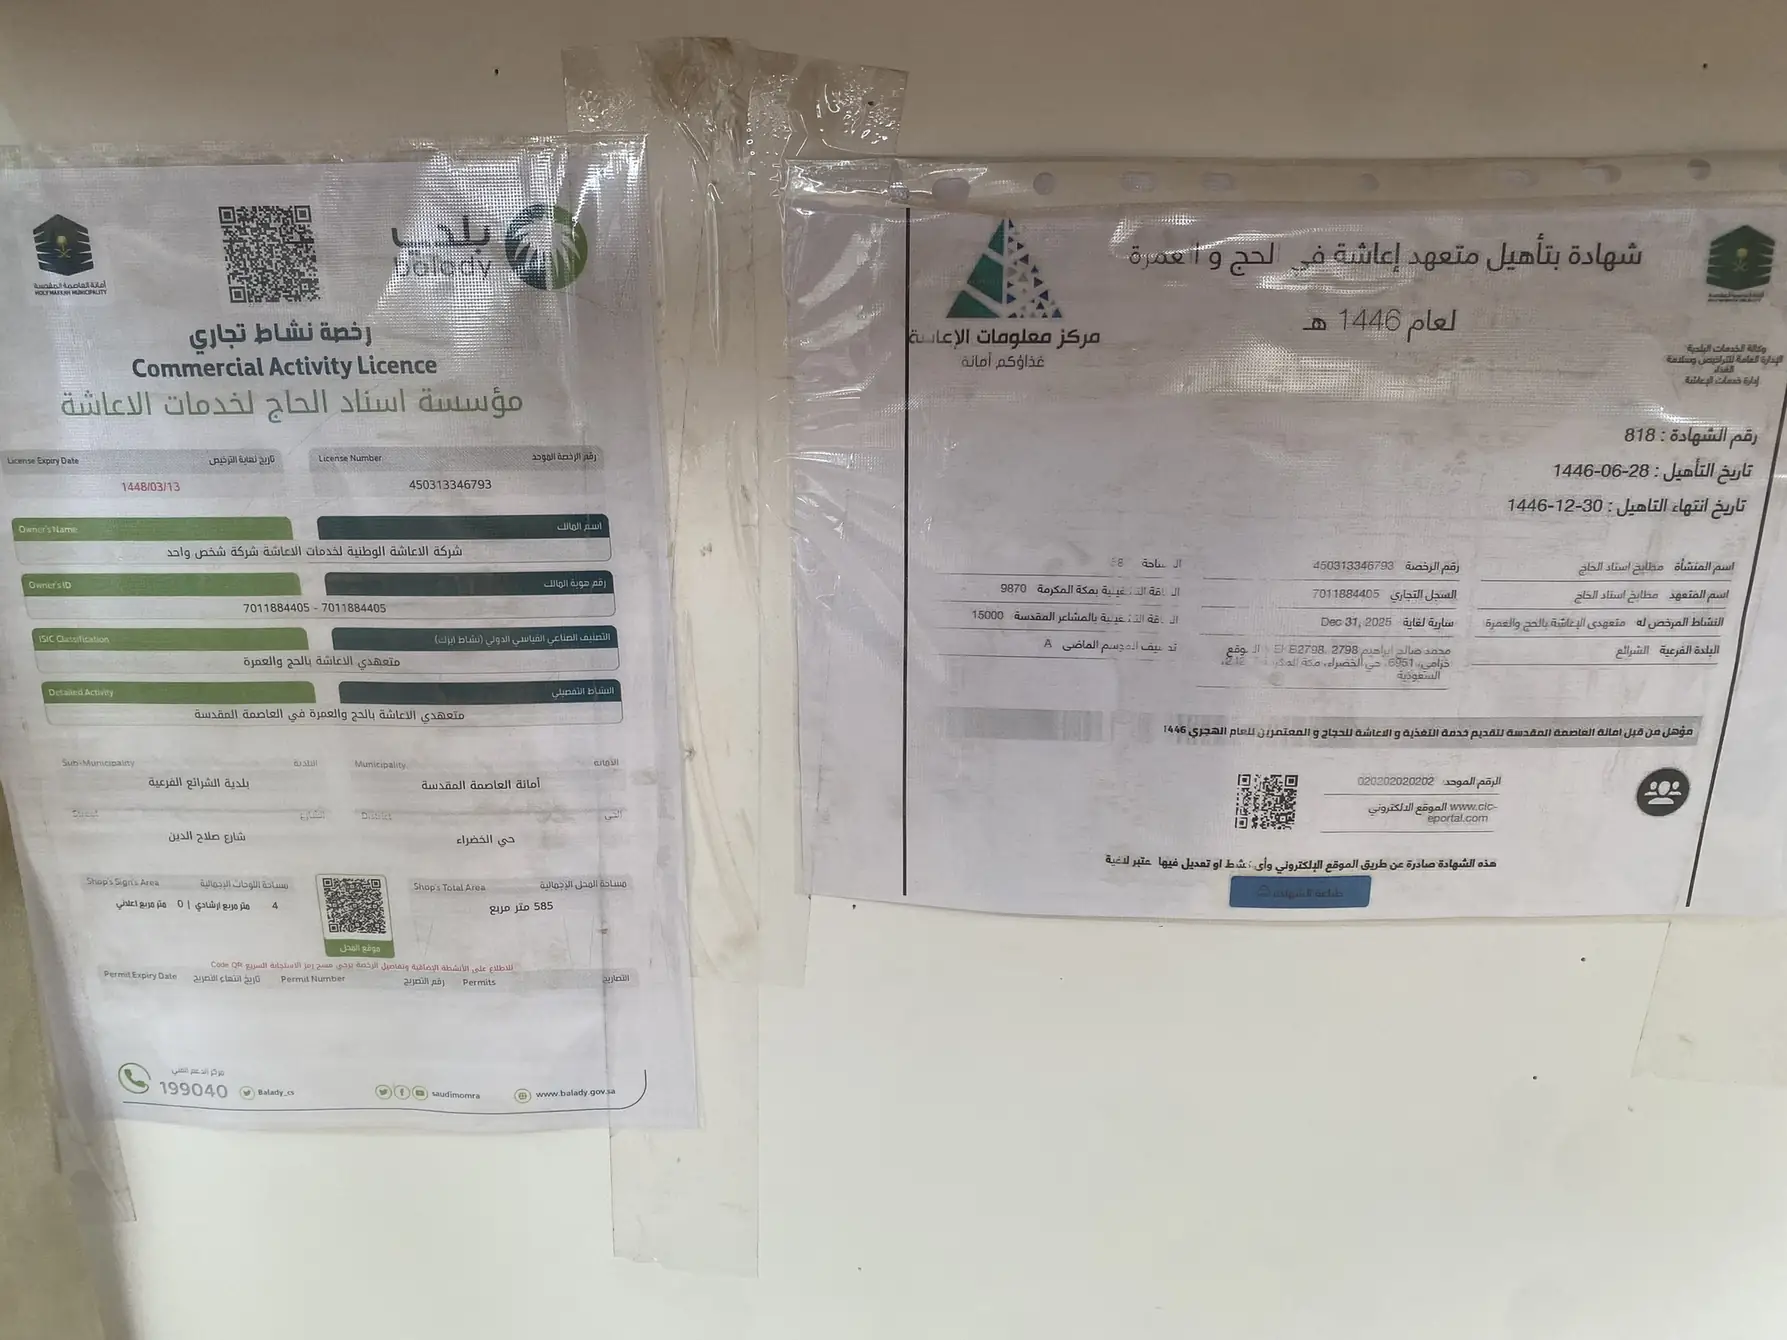 أمانة العاصمة المقدسة
HOLY MAKKAH MUNICIPALITY
بلدي
balady
رخصة نشاط تجاري
Commercial Activity Licence
مؤسسة اسناد الحاج لخدمات الاعاشة
License Expiry Date تاريخ نهاية الترخيص
1448/03/13
License Number رقم الرخصة الموحد
450313346793
Owner's Name اسم المالك
شركة الاعاشة الوطنية لخدمات الاعاشة شركة شخص واحد
Owner's ID رقم هوية المالك
7011884405 - 7011884405
ISIC Classification التصنيف الصناعي القياسي الدولي (نشاط ايزك)
متعهدي الاعاشة بالحج والعمرة
Detailed Activity النشاط التفصيلي
متعهدي الاعاشة بالحج والعمرة في العاصمة المقدسة
Municipality الأمانة
أمانة العاصمة المقدسة
Sub-Municipality البلدية
بلدية الشرائع الفرعية
District الحي
حي الخضراء
Street الشارع
شارع صلاح الدين
Shop's Total Area مساحة المحل الإجمالية
585 متر مربع
Shop's Signs Area مساحة اللوحات الإجمالية
4 متر مربع ارشادي | 0 متر مربع اعلاني
موقع المحل
للاطلاع على الأنشطة الإضافية وتفاصيل الرخصة يرجى مسح رمز الاستجابة السريع Code QR
التصاريح Permits رقم التصريح Permit Number تاريخ انتهاء التصريح Permit Expiry Date
مركز الدعم الفني
199040
Balady_cs
saudimomra
www.balady.gov.sa
شهادة بتأهيل متعهد إعاشة في الحج و العمرة
لعام 1446 هـ
مركز معلومات الإعاشة
غذاؤكم أمانة
وكالة الخدمات البلدية
الإدارة العامة للتراخيص وسلامة
الغذاء
إدارة خدمات الإعاشة
رقم الشهادة : 818
تاريخ التأهيل : 28-06-1446
تاريخ انتهاء التاهيل : 30-12-1446
اسم المنشأة مطابخ اسناد الحاج
اسم المتعهد مطابخ اسناد الحاج
النشاط المرخص له متعهدي الإعاشة بالحج والعمرة
البلدة الفرعية الشرائع
رقم الرخصة 450313346793
السجل التجاري 7011884405
سارية لغاية Dec 31, 2025
الموقع محمد صالح ابراهيم 2798
خزامى، 6951، حي الخضراء، مكة
السعودية
المساحة
بمكة المكرمة 9870
بالمشاعر المقدسة 15000
الموسم الماضي A
مؤهل من قبل امانة العاصمة المقدسة لتقديم خدمة التغذية و الاعاشة للحجاج و المعتمرين للعام الهجري 1446
الرقم الموحد 020202020202
الموقع الالكتروني www.cic-
eportal.com
هذه الشهادة صادرة عن طريق الموقع الإلكتروني وأي كشط او تعديل فيها تعتبر لاغية
طباعة الشهادة